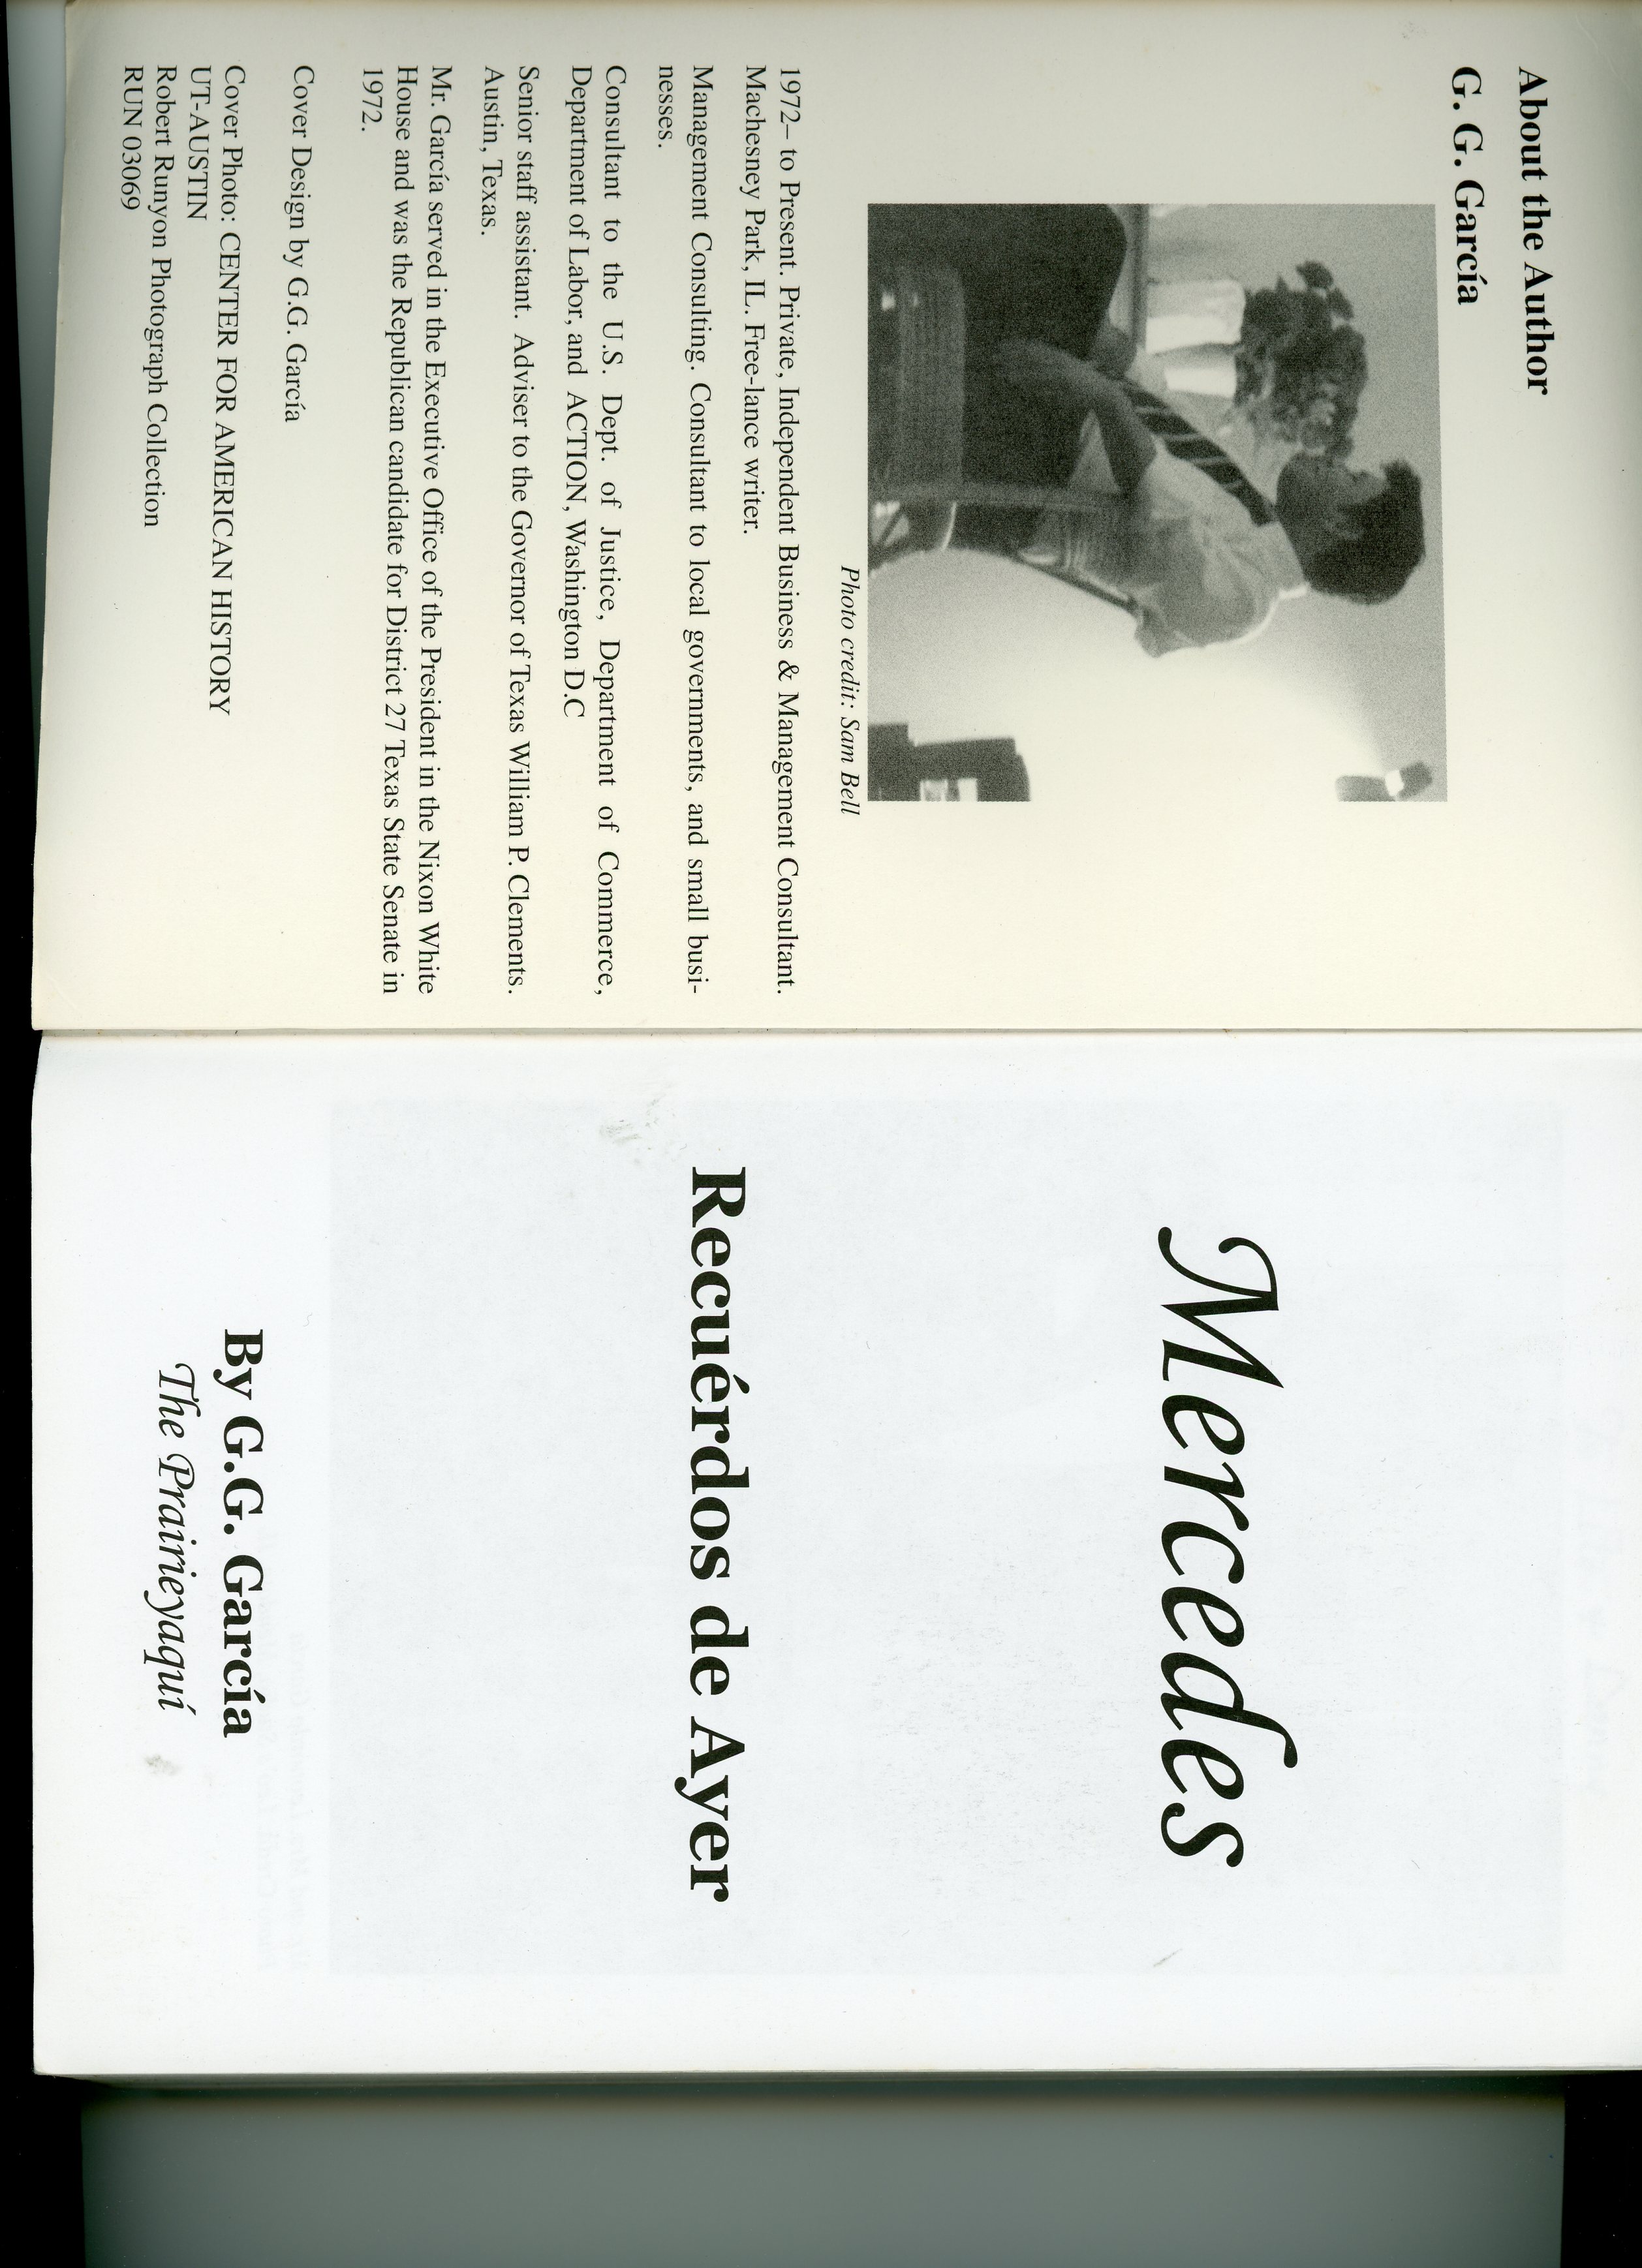 About the Author
G. G. García
Photo credit: Sam Bell
1972– to Present. Private, Independent Business & Management Consultant.
Machesney Park, IL. Free-lance writer.
Management Consulting. Consultant to local governments, and small busi-
nesses.
Consultant to the U.S. Dept. of Justice, Department of Commerce,
Department of Labor, and ACTION, Washington D.C
Senior staff assistant. Adviser to the Governor of Texas William P. Clements.
Austin, Texas.
Mr. García served in the Executive Office of the President in the Nixon White
House and was the Republican candidate for District 27 Texas State Senate in
1972.
Cover Design by G.G. García
Cover Photo: CENTER FOR AMERICAN HISTORY
UT-AUSTIN
Robert Runyon Photograph Collection
RUN 03069
Mercedes
Recuérdos de Ayer
By G.G. García
The Prairieyaquí